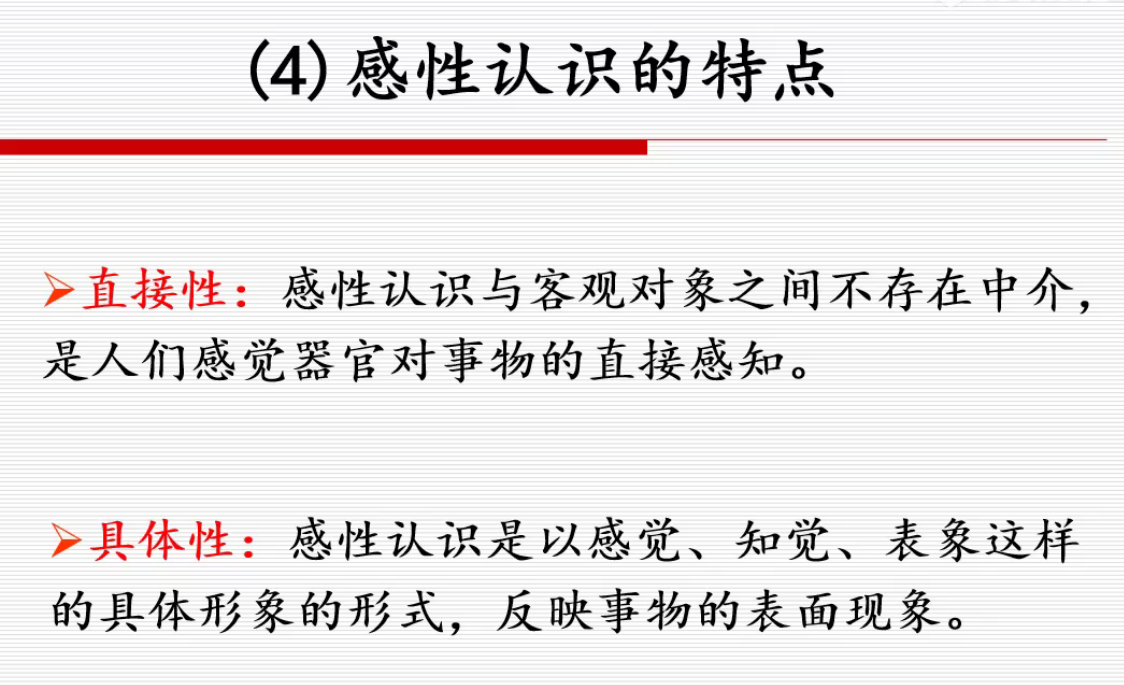 (4)感性认识的特点
➢直接性：感性认识与客观对象之间不存在中介，
是人们感觉器官对事物的直接感知。
➢具体性：感性认识是以感觉、知觉、表象这样
的具体形象的形式，反映事物的表面现象。